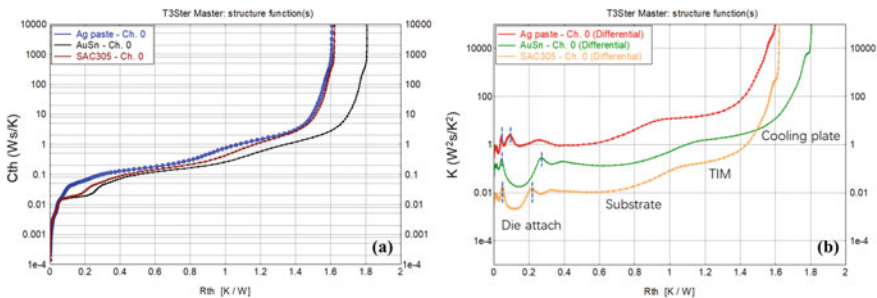 T3Ster Master: structure function(s)
10000
1000
100
10
1
0.1
0.01
0.001
1e-4
Cth (Ws/K)
Ag paste - Ch. 0
AuSn - Ch. 0
SAC305 - Ch. 0
10000
1000
100
10
1
0.1
0.01
0.001
1e-4
(a)
0 0.2 0.4 0.6 0.8 1 1.2 1.4 1.6 1.8 2
Rth [K / W]
T3Ster Master: structure function(s)
10000
100
1
0.01
1e-4
K (W²s/K²)
Ag paste - Ch. 0 (Differential)
AuSn - Ch. 0 (Differential)
SAC305 - Ch. 0 (Differential)
Cooling plate
TIM
Substrate
Die attach
10000
100
1
0.01
1e-4
(b)
0 0.2 0.4 0.6 0.8 1 1.2 1.4 1.6 1.8 2
Rth [K / W]